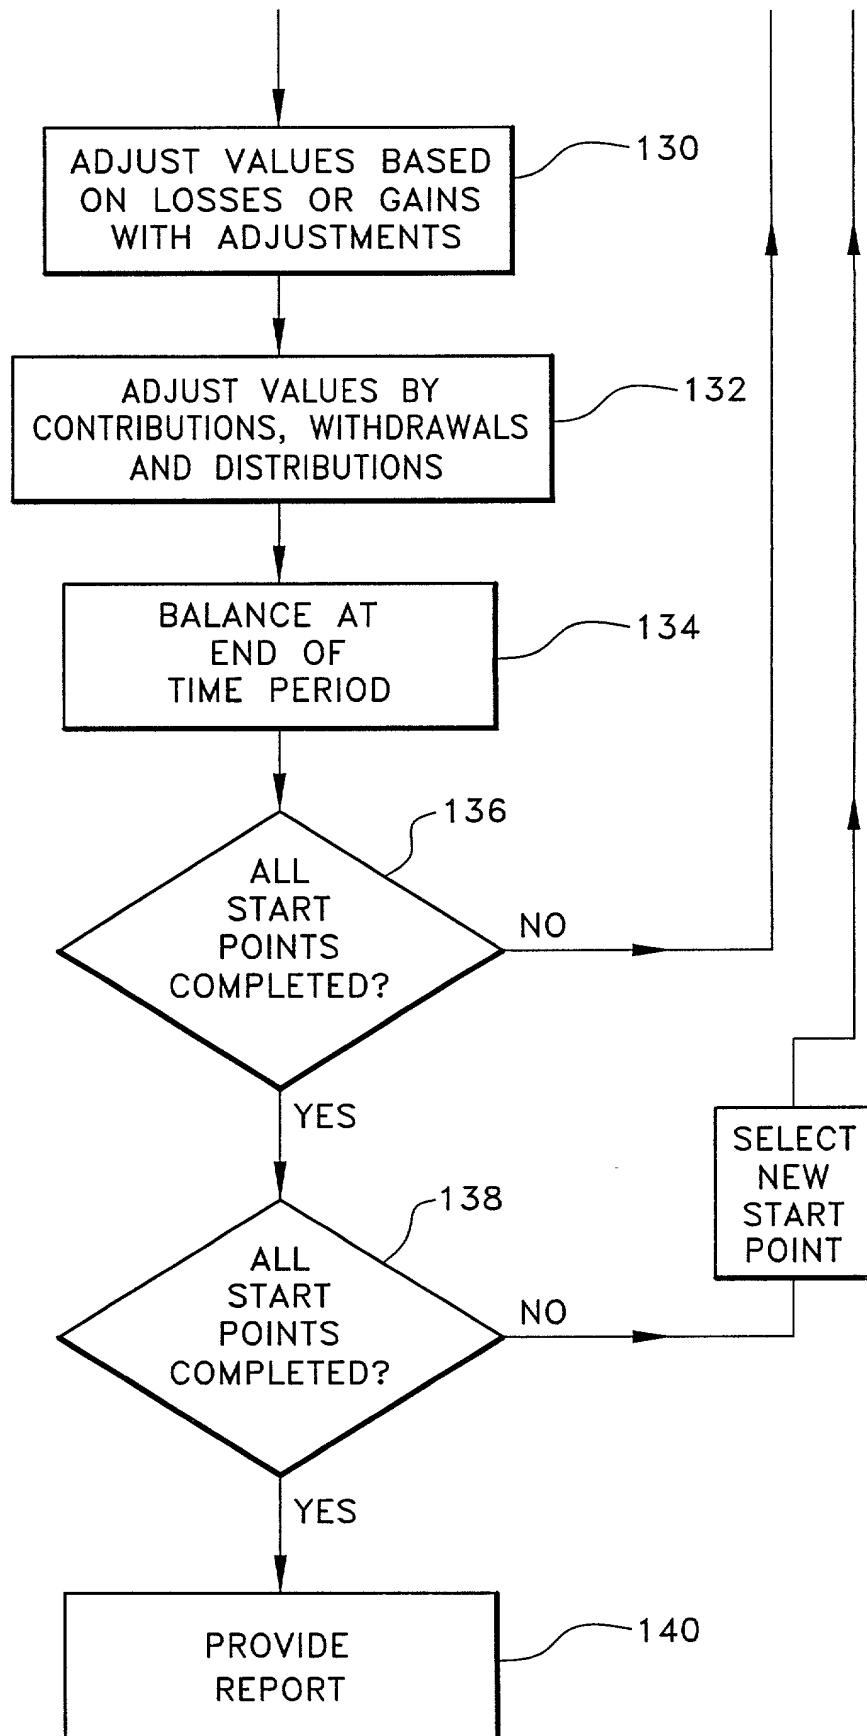 ADJUST VALUES BASED
ON LOSSES OR GAINS
WITH ADJUSTMENTS
130
ADJUST VALUES BY
CONTRIBUTIONS, WITHDRAWALS
AND DISTRIBUTIONS
132
BALANCE AT
END OF
TIME PERIOD
134
136
ALL
START
POINTS
COMPLETED?
NO
YES
SELECT
NEW
START
POINT
138
ALL
START
POINTS
COMPLETED?
NO
YES
PROVIDE
REPORT
140